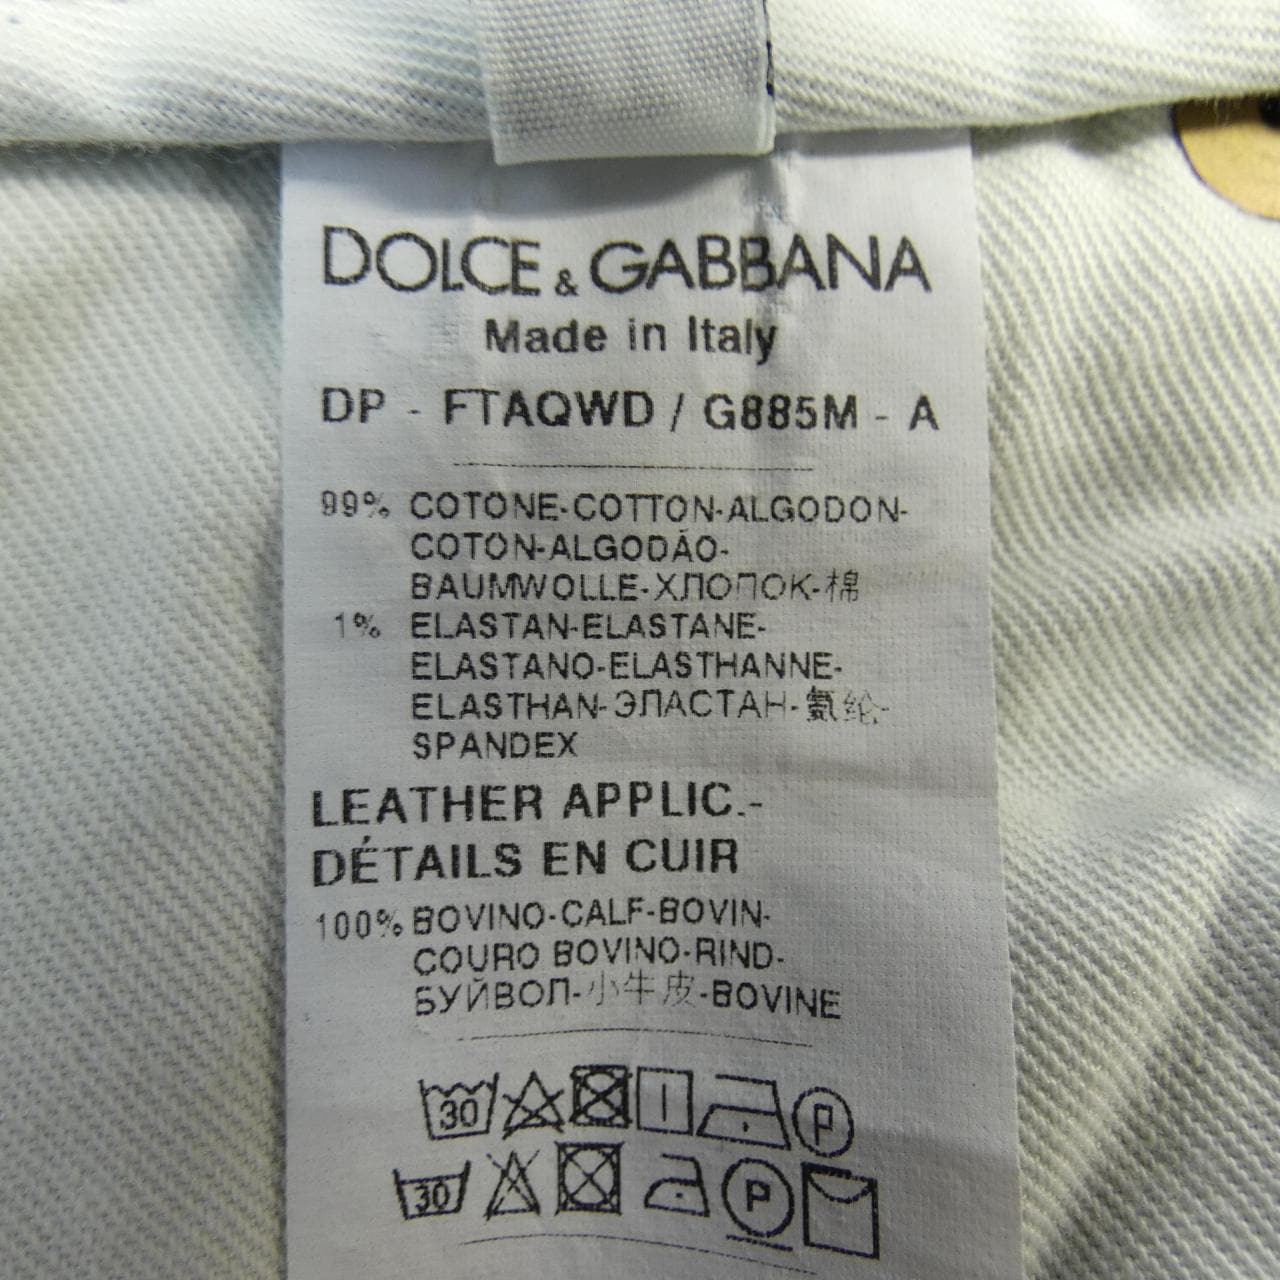 DOLCE & GABBANA
Made in Italy
DP - FTAQWD / G885M - A
99% COTONE-COTTON-ALGODON-
COTON-ALGODÃO-
BAUMWOLLE-ХЛОПОК-棉
1% ELASTAN-ELASTANE-
ELASTANO-ELASTHANNE-
ELASTHAN-ЭЛАСТАН-氨纶-
SPANDEX
LEATHER APPLIC.-
DÉTAILS EN CUIR
100% BOVINO-CALF-BOVIN-
COURO BOVINO-RIND-
БУЙВОЛ-小牛皮-BOVINE
30 P
30 P